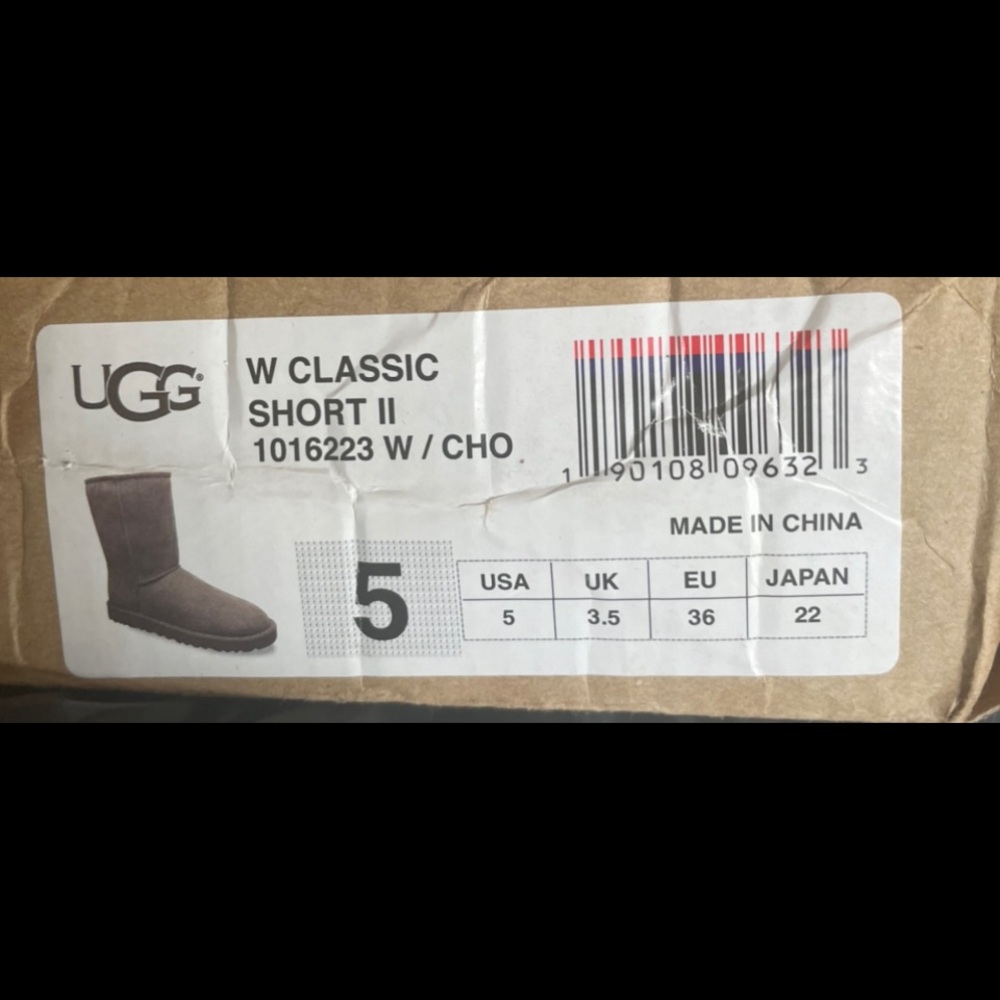 UGG®
W CLASSIC
SHORT II
1016223 W / CHO
1 90108 09632 3
MADE IN CHINA
5
USA UK EU JAPAN
5 3.5 36 22